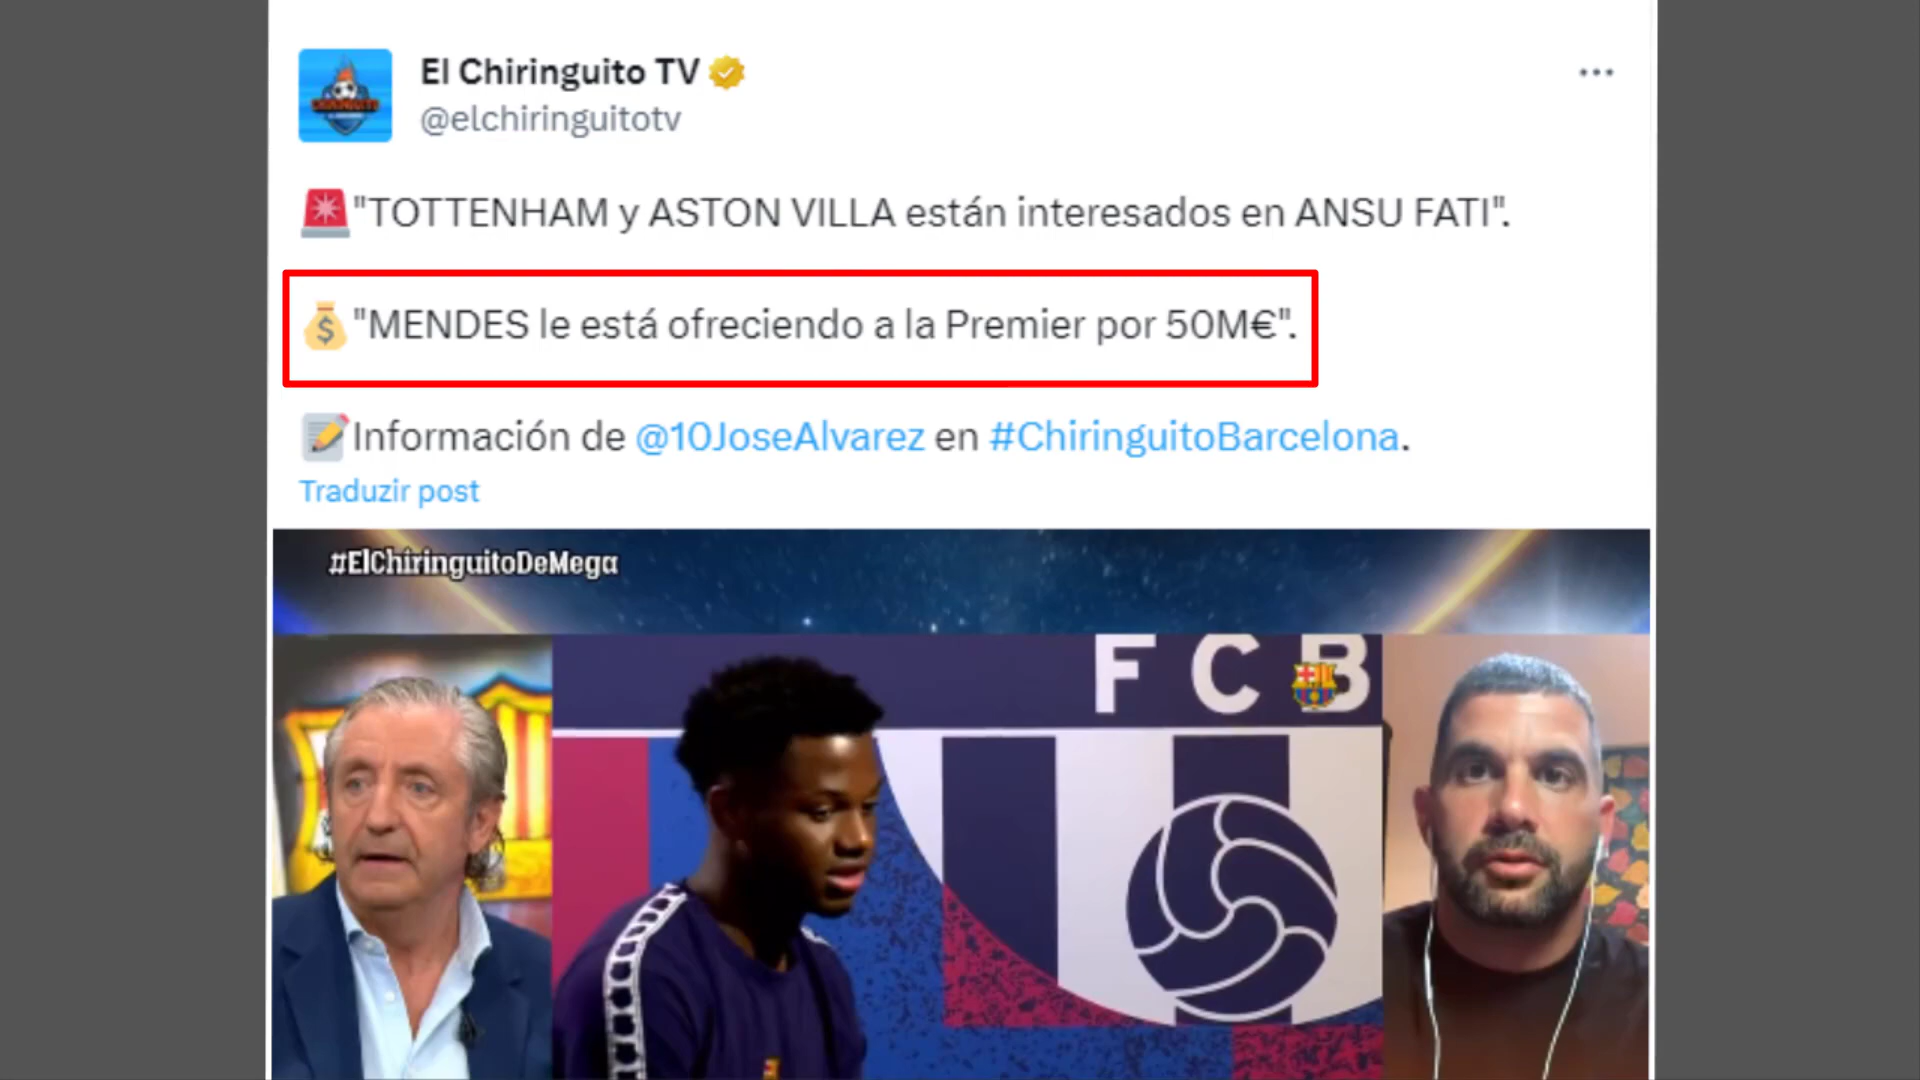 El Chiringuito TV
@elchiringuitotv
"TOTTENHAM y ASTON VILLA están interesados en ANSU FATI".
"MENDES le está ofreciendo a la Premier por 50M€".
Información de @10JoseAlvarez en #ChiringuitoBarcelona.
Traduzir post
#ElChiringuitoDeMega
FCB